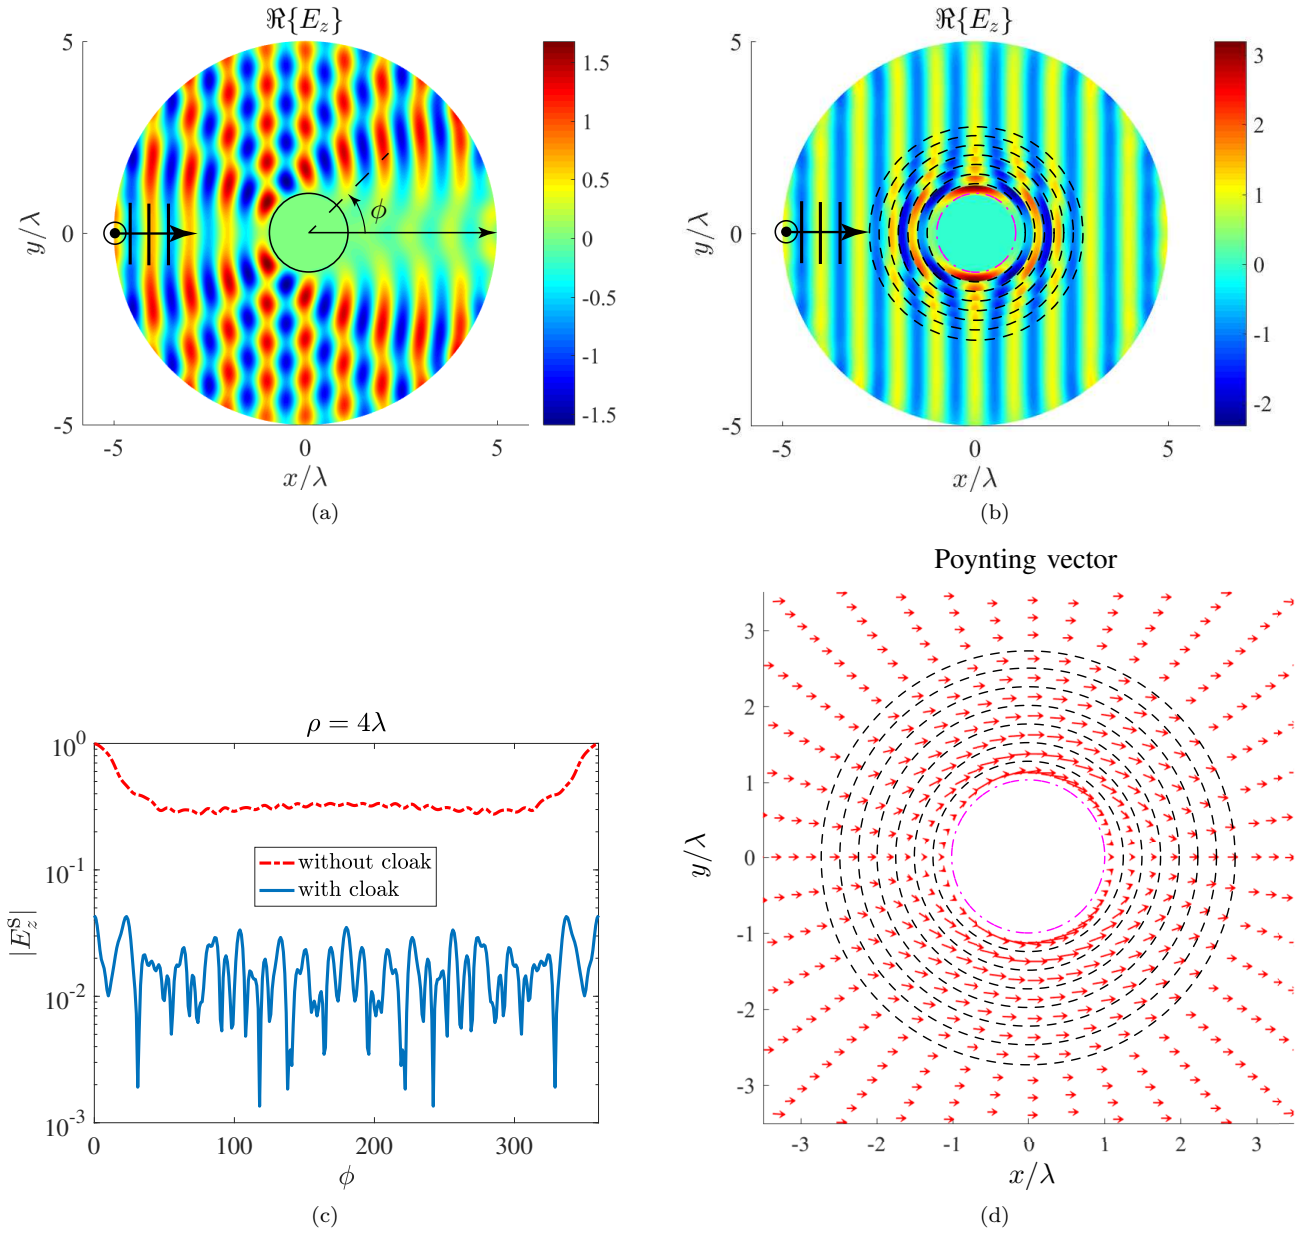 ℜ{E_z}
5
0
-5
y/λ
-5
0
5
x/λ
ϕ
1.5
1
0.5
0
-0.5
-1
-1.5
(a)
ℜ{E_z}
5
0
-5
y/λ
-5
0
5
x/λ
3
2
1
0
-1
-2
(b)
ρ = 4λ
10^0
10^-1
10^-2
10^-3
|E_z^S|
without cloak
with cloak
0
100
200
300
ϕ
(c)
Poynting vector
3
2
1
0
-1
-2
-3
y/λ
-3
-2
-1
0
1
2
3
x/λ
(d)